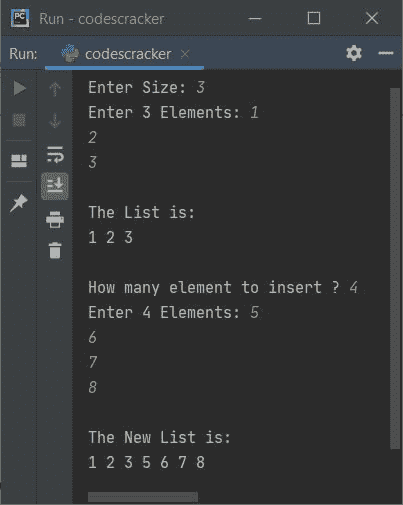 PC
Run - codescracker
Run: codescracker
Enter Size: 3
Enter 3 Elements: 1
2
3
The List is:
1 2 3
How many element to insert ? 4
Enter 4 Elements: 5
6
7
8
The New List is:
1 2 3 5 6 7 8